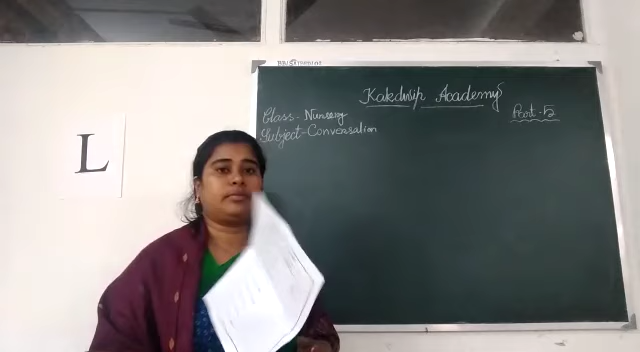 Kakdwip Academy
Part-5
Class- Nursery
Subject-Conversation
L